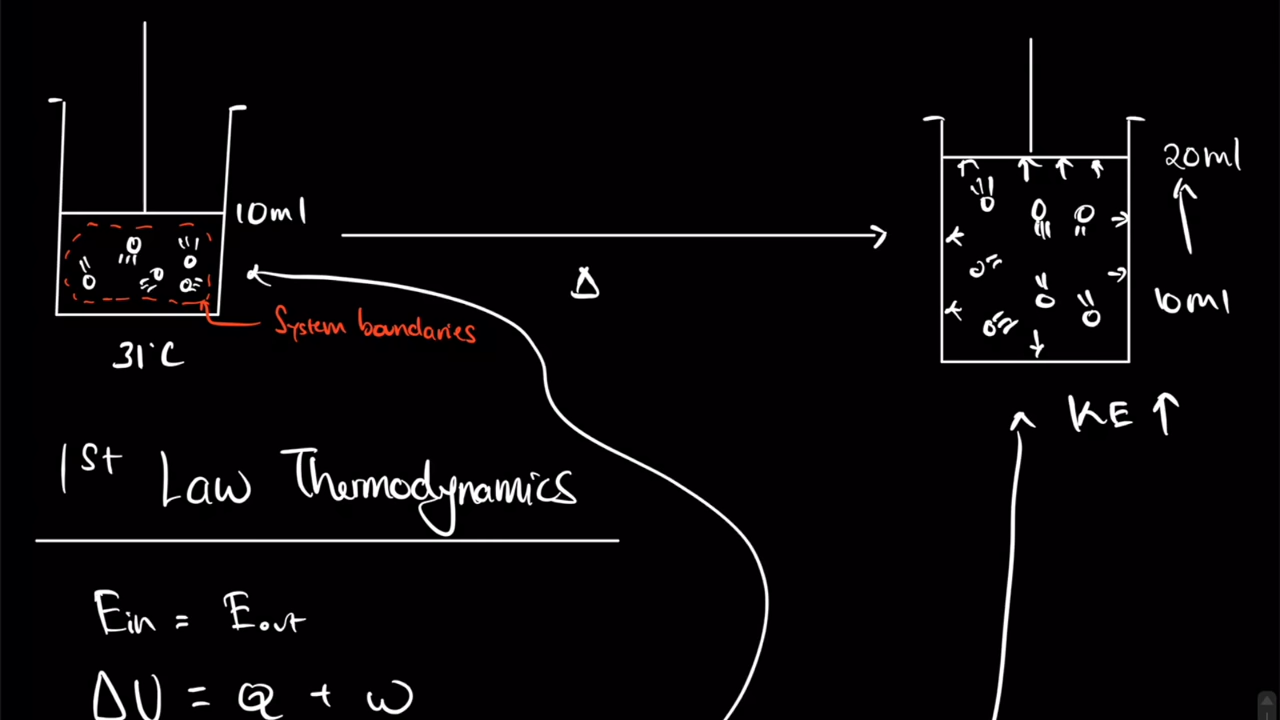 10ml
System boundaries
31°C
Δ
20ml
10ml
KE ↑
1st Law Thermodynamics
Ein = Eout
ΔU = Q + w